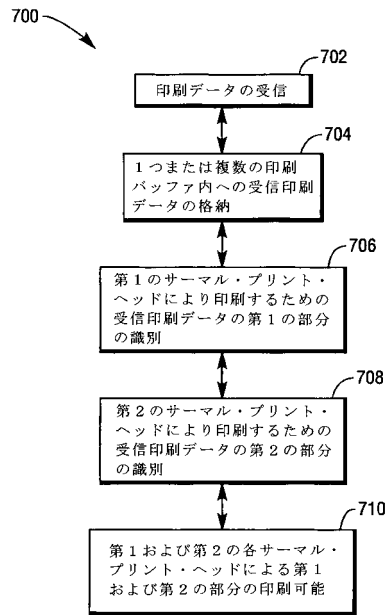 700
702
印刷データの受信
704
1つまたは複数の印刷
バッファ内への受信印刷
データの格納
706
第1のサーマル・プリント・
ヘッドにより印刷するための
受信印刷データの第1の部分
の識別
708
第2のサーマル・プリント・
ヘッドにより印刷するための
受信印刷データの第2の部分
の識別
710
第1および第2の各サーマル・
プリント・ヘッドによる第1
および第2の部分の印刷可能